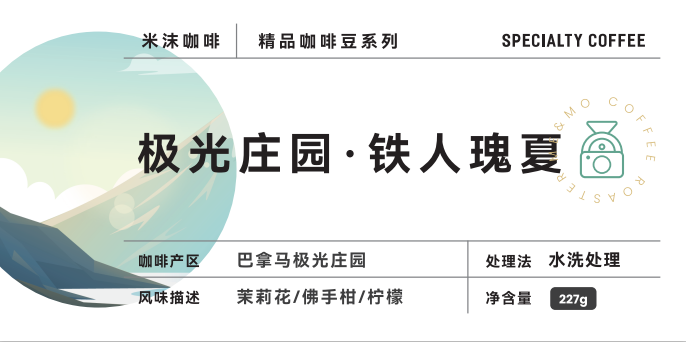 米沫咖啡 精品咖啡豆系列 SPECIALTY COFFEE
极光庄园·铁人瑰夏
&MO COFFEE ROASTER
咖啡产区 巴拿马极光庄园 处理法 水洗处理
风味描述 茉莉花/佛手柑/柠檬 净含量 227g